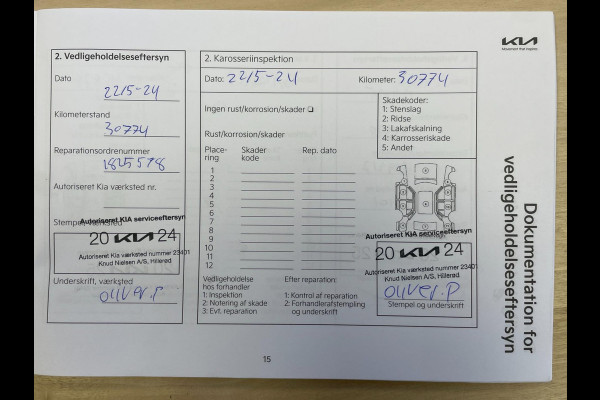 2. Vedligeholdelseseftersyn
Dato
22/5-24
Kilometerstand
30774
Reparationsordrenummer
1825578
Autoriseret Kia værksted nr.
Stempel, værksted
Autoriseret KIA serviceeftersyn
20 KIA 24
Autoriseret Kia værksted nummer 23401
Knud Nielsen A/S, Hillerød
Underskrift, værksted
Oliver.P
2. Karosseriinspektion
Dato: 22/5-24 Kilometer: 30774
Ingen rust/korrosion/skader ❏
Rust/korrosion/skader
Place-
ring
Skader
kode
Rep. dato
1
2
3
4
5
6
7
8
9
10
11
12
Skadekoder:
1: Stenslag
2: Ridse
3: Lakafskalning
4: Karrosseriskade
5: Andet
Autoriseret KIA serviceeftersyn
20 KIA 24
Autoriseret Kia værksted nummer 23401
Knud Nielsen A/S, Hillerød
Oliver.P
Stempel og underskrift
Vedligeholdelse
hos forhandler
1: Inspektion
2: Notering af skade
3: Evt. reparation
Efter reparation:
1: Kontrol af reparation
2: Forhandlerafstempling
og underskrift
15
KIA
Movement that inspires
Dokumentation for
vedligeholdelseseftersyn